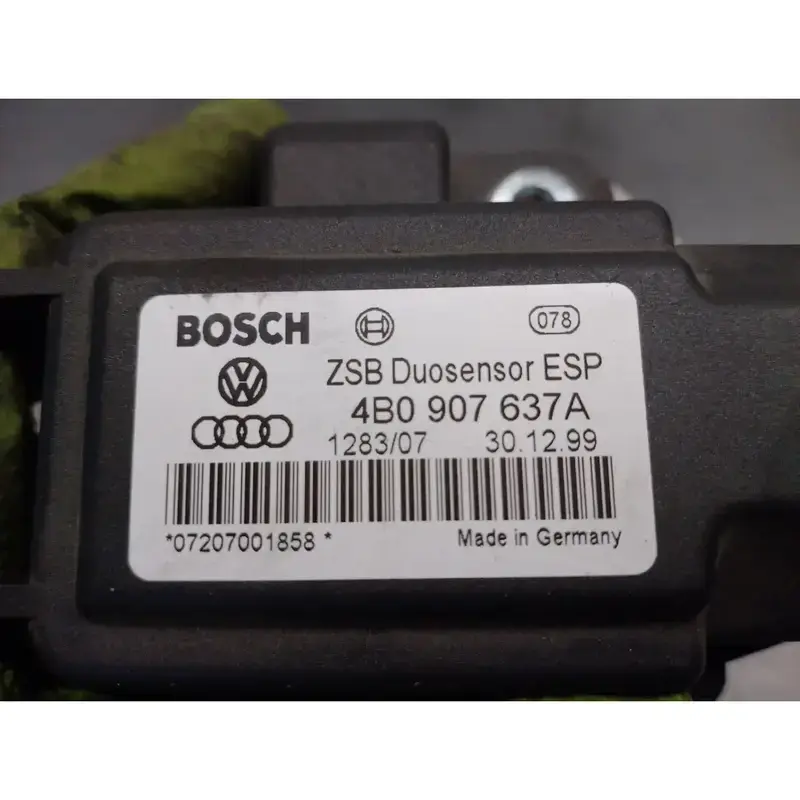 BOSCH
078
ZSB Duosensor ESP
4B0 907 637A
1283/07 30.12.99
*07207001858 *
Made in Germany